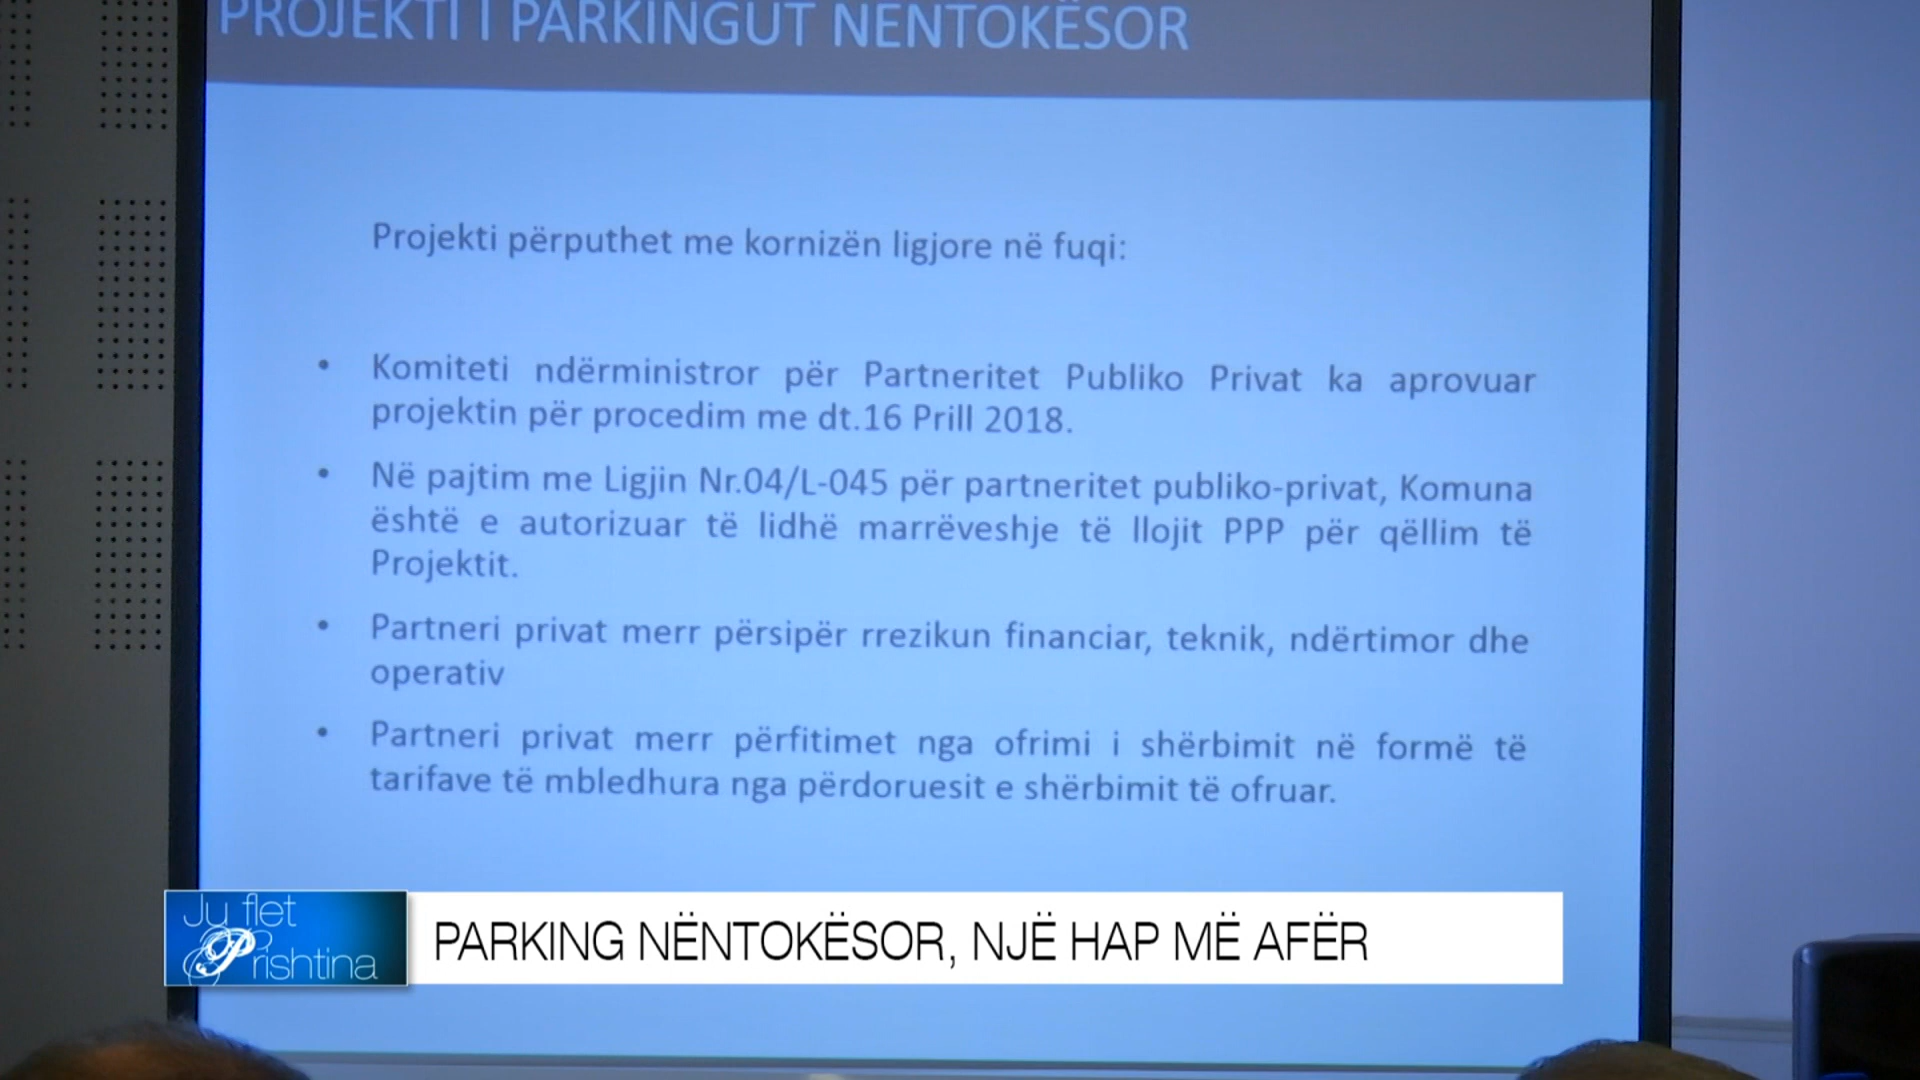 PROJEKTI I PARKINGUT NËNTOKËSOR
Projekti përputhet me kornizën ligjore në fuqi:
• Komiteti ndërministror për Partneritet Publiko Privat ka aprovuar
projektin për procedim me dt.16 Prill 2018.
• Në pajtim me Ligjin Nr.04/L-045 për partneritet publiko-privat, Komuna
është e autorizuar të lidhë marrëveshje të llojit PPP për qëllim të
Projektit.
• Partneri privat merr përsipër rrezikun financiar, teknik, ndërtimor dhe
operativ
• Partneri privat merr përfitimet nga ofrimi i shërbimit në formë të
tarifave të mbledhura nga përdoruesit e shërbimit të ofruar.
Ju flet
Prishtina
PARKING NËNTOKËSOR, NJË HAP MË AFËR